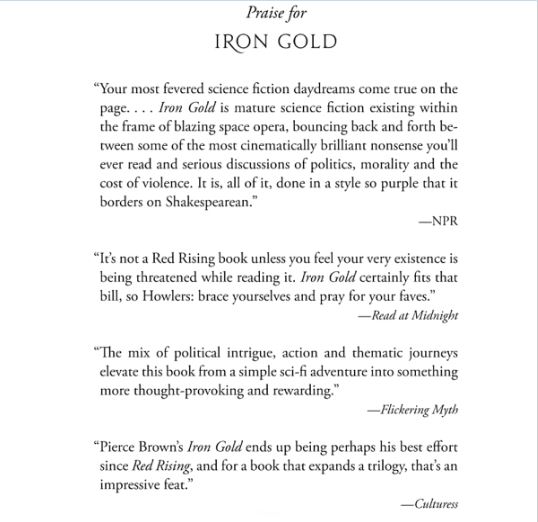 Praise for
IRON GOLD
“Your most fevered science fiction daydreams come true on the
page. . . . Iron Gold is mature science fiction existing within
the frame of blazing space opera, bouncing back and forth be-
tween some of the most cinematically brilliant nonsense you’ll
ever read and serious discussions of politics, morality and the
cost of violence. It is, all of it, done in a style so purple that it
borders on Shakespearean.”
—NPR
“It’s not a Red Rising book unless you feel your very existence is
being threatened while reading it. Iron Gold certainly fits that
bill, so Howlers: brace yourselves and pray for your faves.”
—Read at Midnight
“The mix of political intrigue, action and thematic journeys
elevate this book from a simple sci-fi adventure into something
more thought-provoking and rewarding.”
—Flickering Myth
“Pierce Brown’s Iron Gold ends up being perhaps his best effort
since Red Rising, and for a book that expands a trilogy, that’s an
impressive feat.”
—Culturess